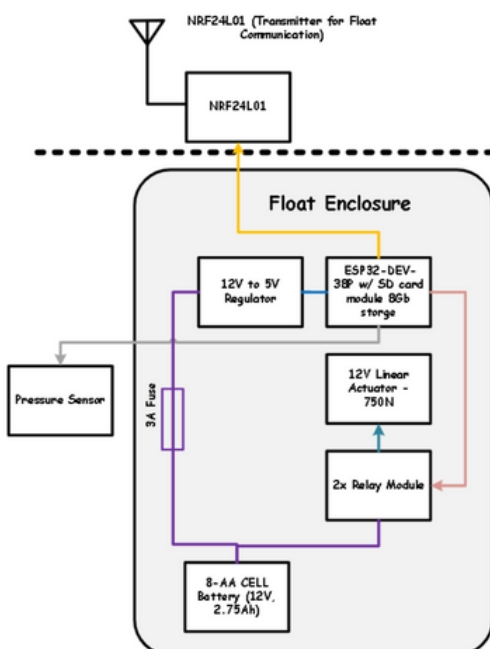 NRF24L01 (Transmitter for Float
Communication)
NRF24L01
Float Enclosure
12V to 5V
Regulator
ESP32-DEV-
38P w/ SD card
module 8Gb
storge
Pressure Sensor
3A Fuse
12V Linear
Actuator -
750N
2x Relay Module
8-AA CELL
Battery (12V,
2.75Ah)